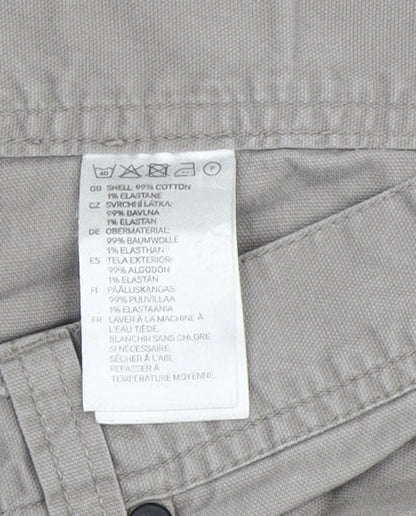 40 P
GB SHELL: 99% COTTON
1% ELASTANE
CZ SVRCHNÍ LÁTKA:
99% BAVLNA
1% ELASTAN
DE OBERMATERIAL:
99% BAUMWOLLE
1% ELASTHAN
ES TELA EXTERIOR:
99% ALGODÓN
1% ELASTÁN
FI PÄÄLLISKANGAS:
99% PUUVILLAA
1% ELASTAANIA
FR LAVER À LA MACHINE À
L'EAU TIÈDE.
BLANCHIR SANS CHLORE
SI NÉCESSAIRE.
SÉCHER À L'AIR.
REPASSER À
TEMPÉRATURE MOYENNE.